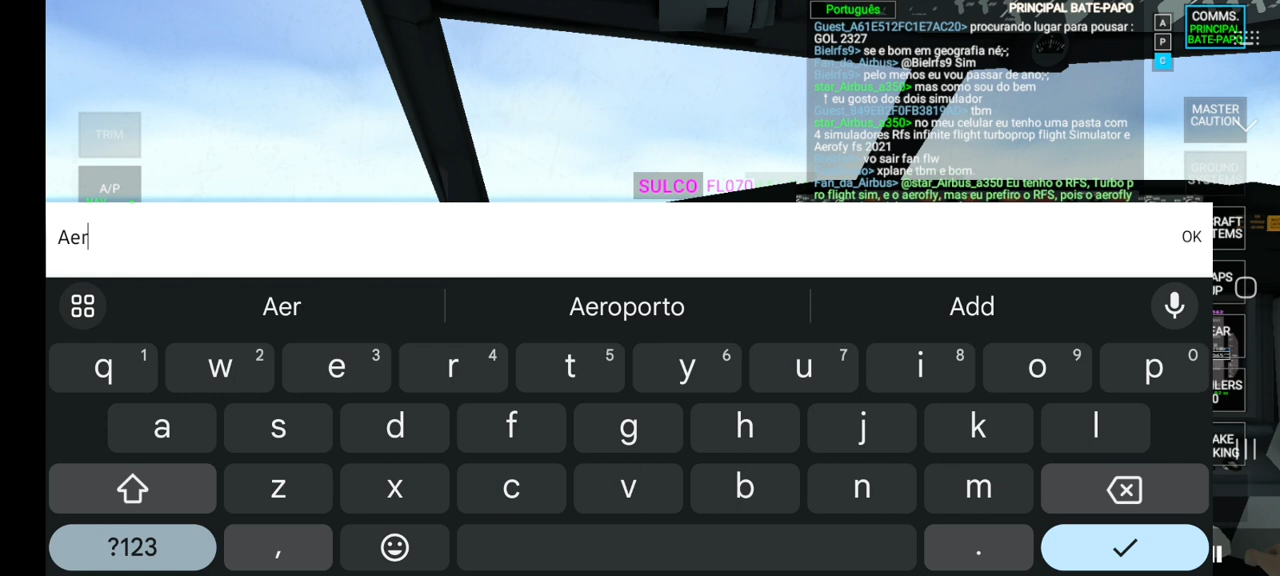 Português
PRINCIPAL BATE-PAPO
Guest_A61E512FC1E7AC20> procurando lugar para pousar :
GOL 2327
Bielrfs9> se e bom em geografia né;-;
Fan_da_Airbus> @Bielrfs9 Sim
Bielrfs9> pelo menos eu vou passar de ano;-;
star_Airbus_a350> mas como sou do bem
↑ eu gosto dos dois simulador
tbm
star_Airbus_a350> no meu celular eu tenho uma pasta com
4 simuladores Rfs infinite flight turboprop flight Simulator e
Aerofy fs 2021
vo sair fan flw
xplane tbm e bom.
Fan_da_Airbus> @star_Airbus_a350 Eu tenho o RFS, Turbo p
ro flight sim, e o aerofly, mas eu prefiro o RFS, pois o aerofly
A
P
C
COMMS.
PRINCIPAL
BATE-PAPO
MASTER
CAUTION
GROUND
SYSTEMS
TRIM
A/P
SULCO FL070
Aer
OK
Aer Aeroporto Add
q 1 w 2 e 3 r 4 t 5 y 6 u 7 i 8 o 9 p 0
a s d f g h j k l
z x c v b n m
?123 , .